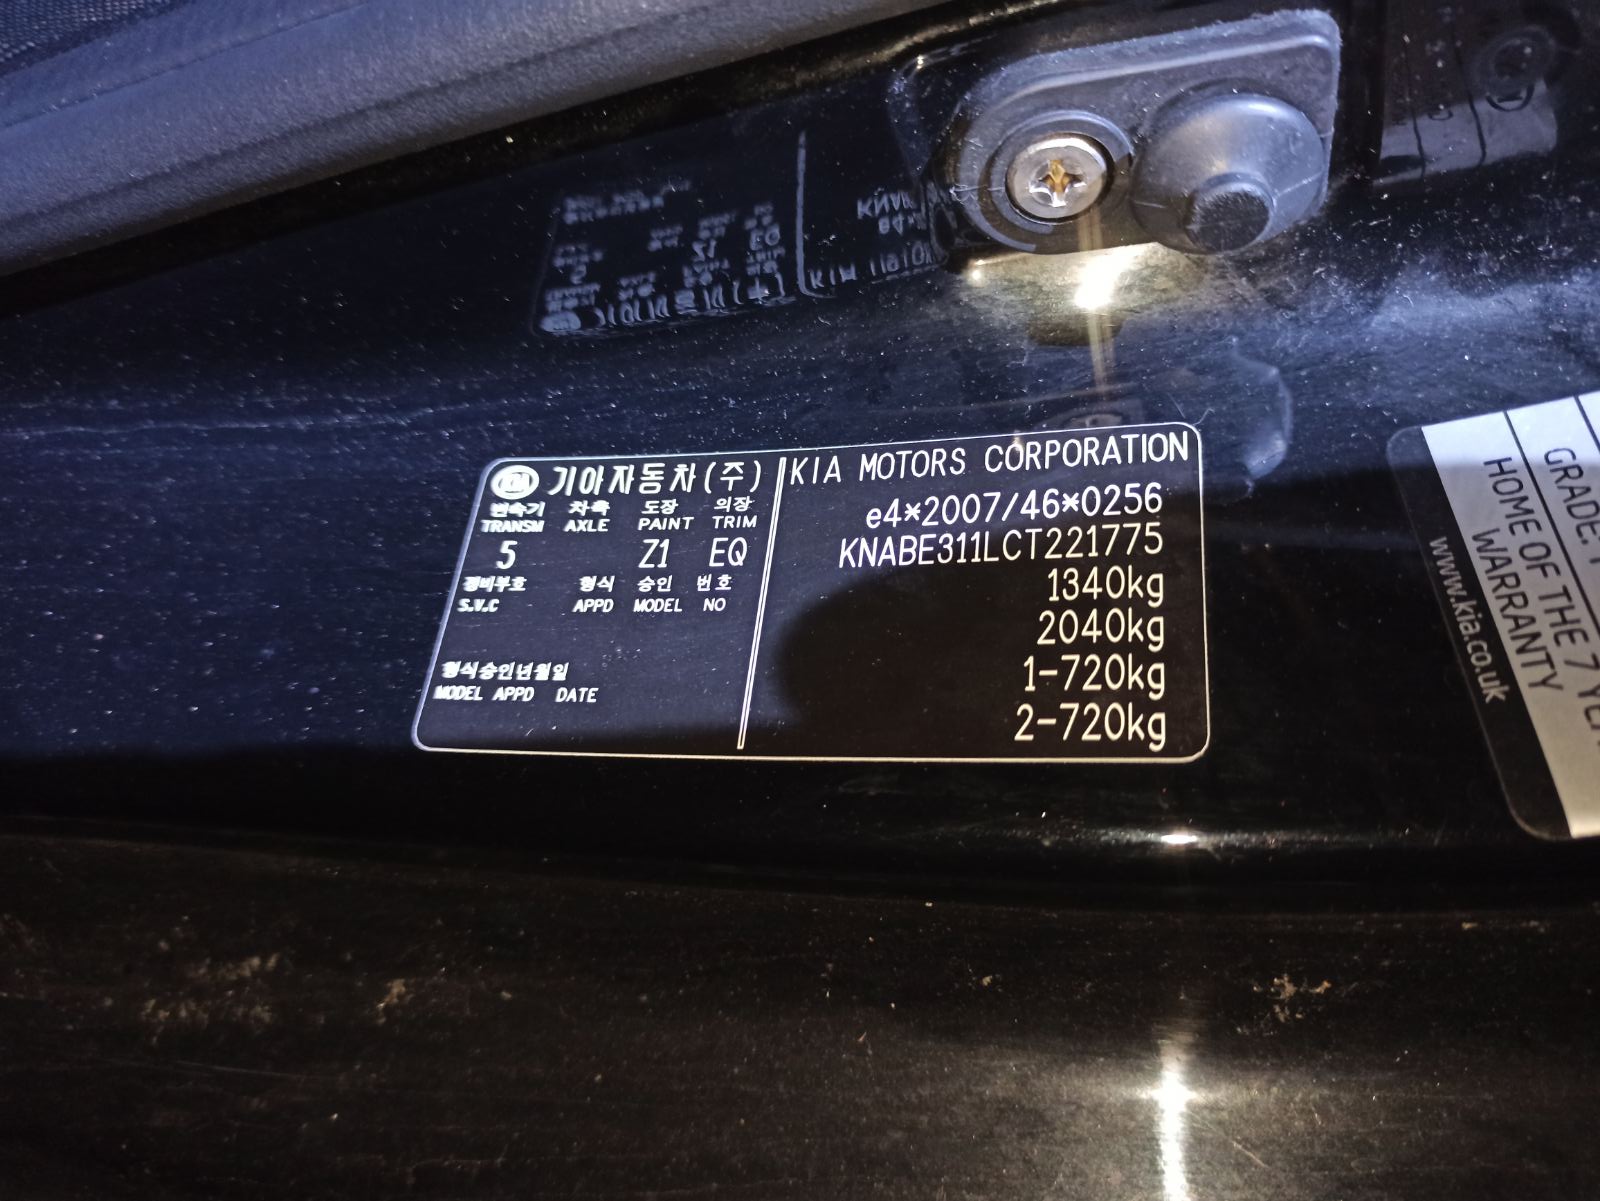 KIA 기아자동차(주)
변속기 차축 도장 의장
TRANSM AXLE PAINT TRIM
5 Z1 EQ
정비부호 형식 승인 번호
S.V.C APPD MODEL NO
형식승인년월일
MODEL APPD DATE
KIA MOTORS CORPORATION
e4*2007/46*0256
KNABE311LCT221775
1340kg
2040kg
1-720kg
2-720kg
GRADE:
HOME OF THE 7
WARRANTY
www.kia.co.uk